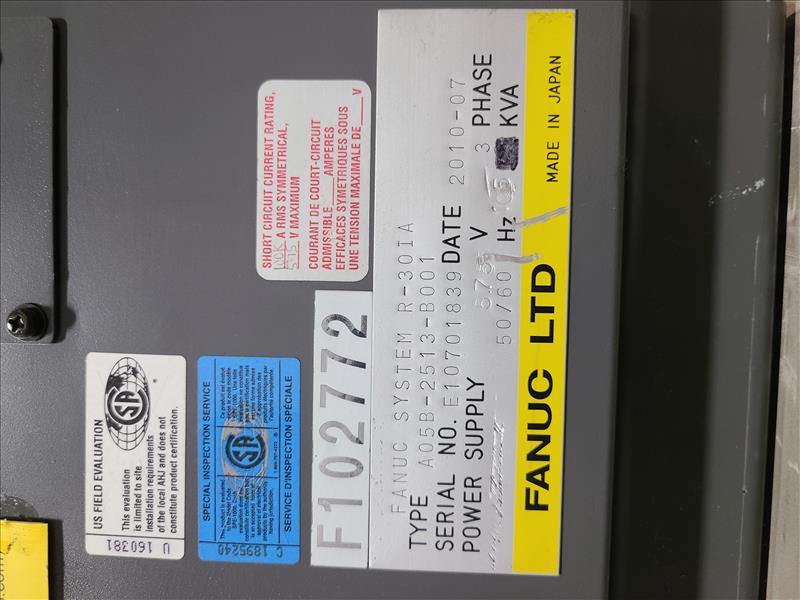 US FIELD EVALUATION
This evaluation
is limited to site
installation requirements
of the local AHJ and does not
constitute product certification.
U 160381
SPECIAL INSPECTION SERVICE
SERVICE D'INSPECTION SPÉCIALE
C 1895240
SHORT CIRCUIT CURRENT RATING,
10K A RMS SYMMETRICAL,
575 V MAXIMUM
COURANT DE COURT-CIRCUIT
ADMISSIBLE ____ AMPERES
EFFICACES SYMETRIQUES SOUS
UNE TENSION MAXIMALE DE ____ V
F102772
FANUC SYSTEM R-30IA
TYPE A05B-2513-B001
SERIAL NO. E10701839 DATE 2010-07
POWER SUPPLY 575 V 3 PHASE
50/60 Hz KVA
FANUC LTD MADE IN JAPAN